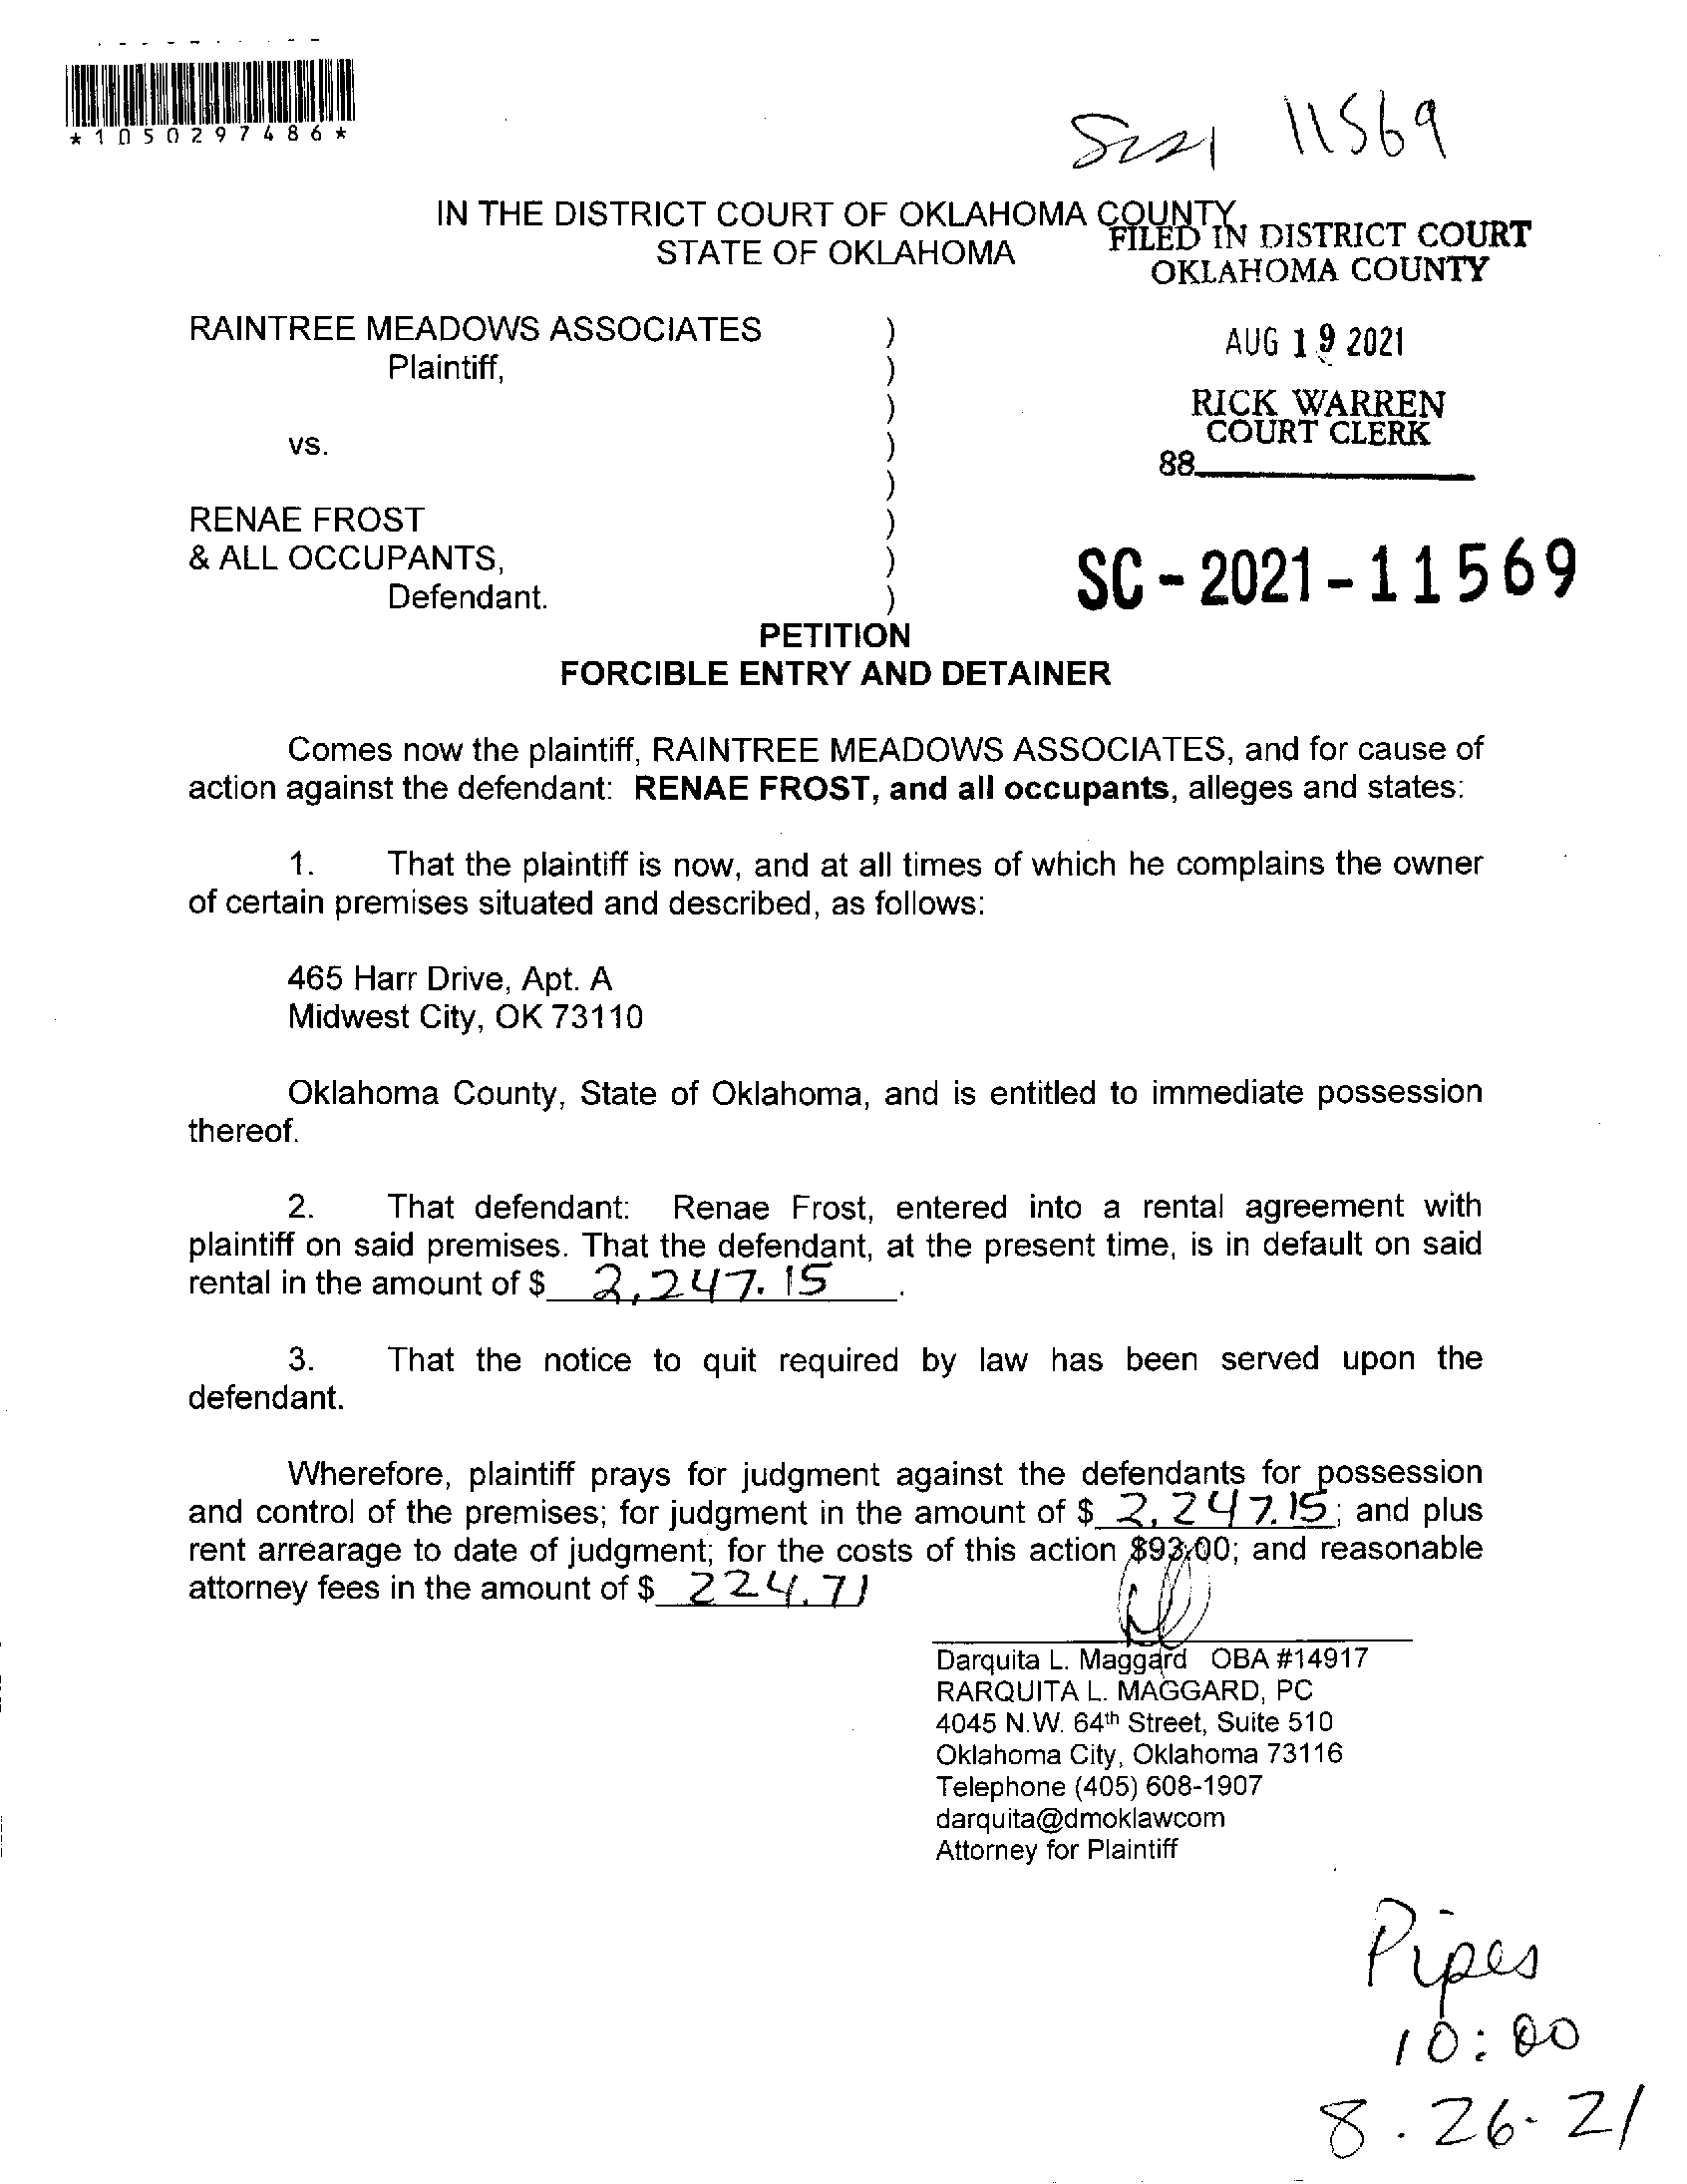 *1050297486*
11569
IN THE DISTRICT COURT OF OKLAHOMA COUNTY
STATE OF OKLAHOMA
FILED IN DISTRICT COURT
OKLAHOMA COUNTY
RAINTREE MEADOWS ASSOCIATES )
Plaintiff, )
)
vs. )
)
RENAE FROST )
& ALL OCCUPANTS, )
Defendant. )
AUG 19 2021
RICK WARREN
COURT CLERK
88
SC-2021-11569
PETITION
FORCIBLE ENTRY AND DETAINER
Comes now the plaintiff, RAINTREE MEADOWS ASSOCIATES, and for cause of
action against the defendant: RENAE FROST, and all occupants, alleges and states:
1. That the plaintiff is now, and at all times of which he complains the owner
of certain premises situated and described, as follows:
465 Harr Drive, Apt. A
Midwest City, OK 73110
Oklahoma County, State of Oklahoma, and is entitled to immediate possession
thereof.
2. That defendant: Renae Frost, entered into a rental agreement with
plaintiff on said premises. That the defendant, at the present time, is in default on said
rental in the amount of $ 2,247.15.
3. That the notice to quit required by law has been served upon the
defendant.
Wherefore, plaintiff prays for judgment against the defendants for possession
and control of the premises; for judgment in the amount of $ 2,247.15; and plus
rent arrearage to date of judgment; for the costs of this action $93.00; and reasonable
attorney fees in the amount of $ 224.71
Darquita L. Maggard OBA #14917
RARQUITA L. MAGGARD, PC
4045 N.W. 64th Street, Suite 510
Oklahoma City, Oklahoma 73116
Telephone (405) 608-1907
darquita@dmoklawcom
Attorney for Plaintiff
Pipes
10:00
8.26-21